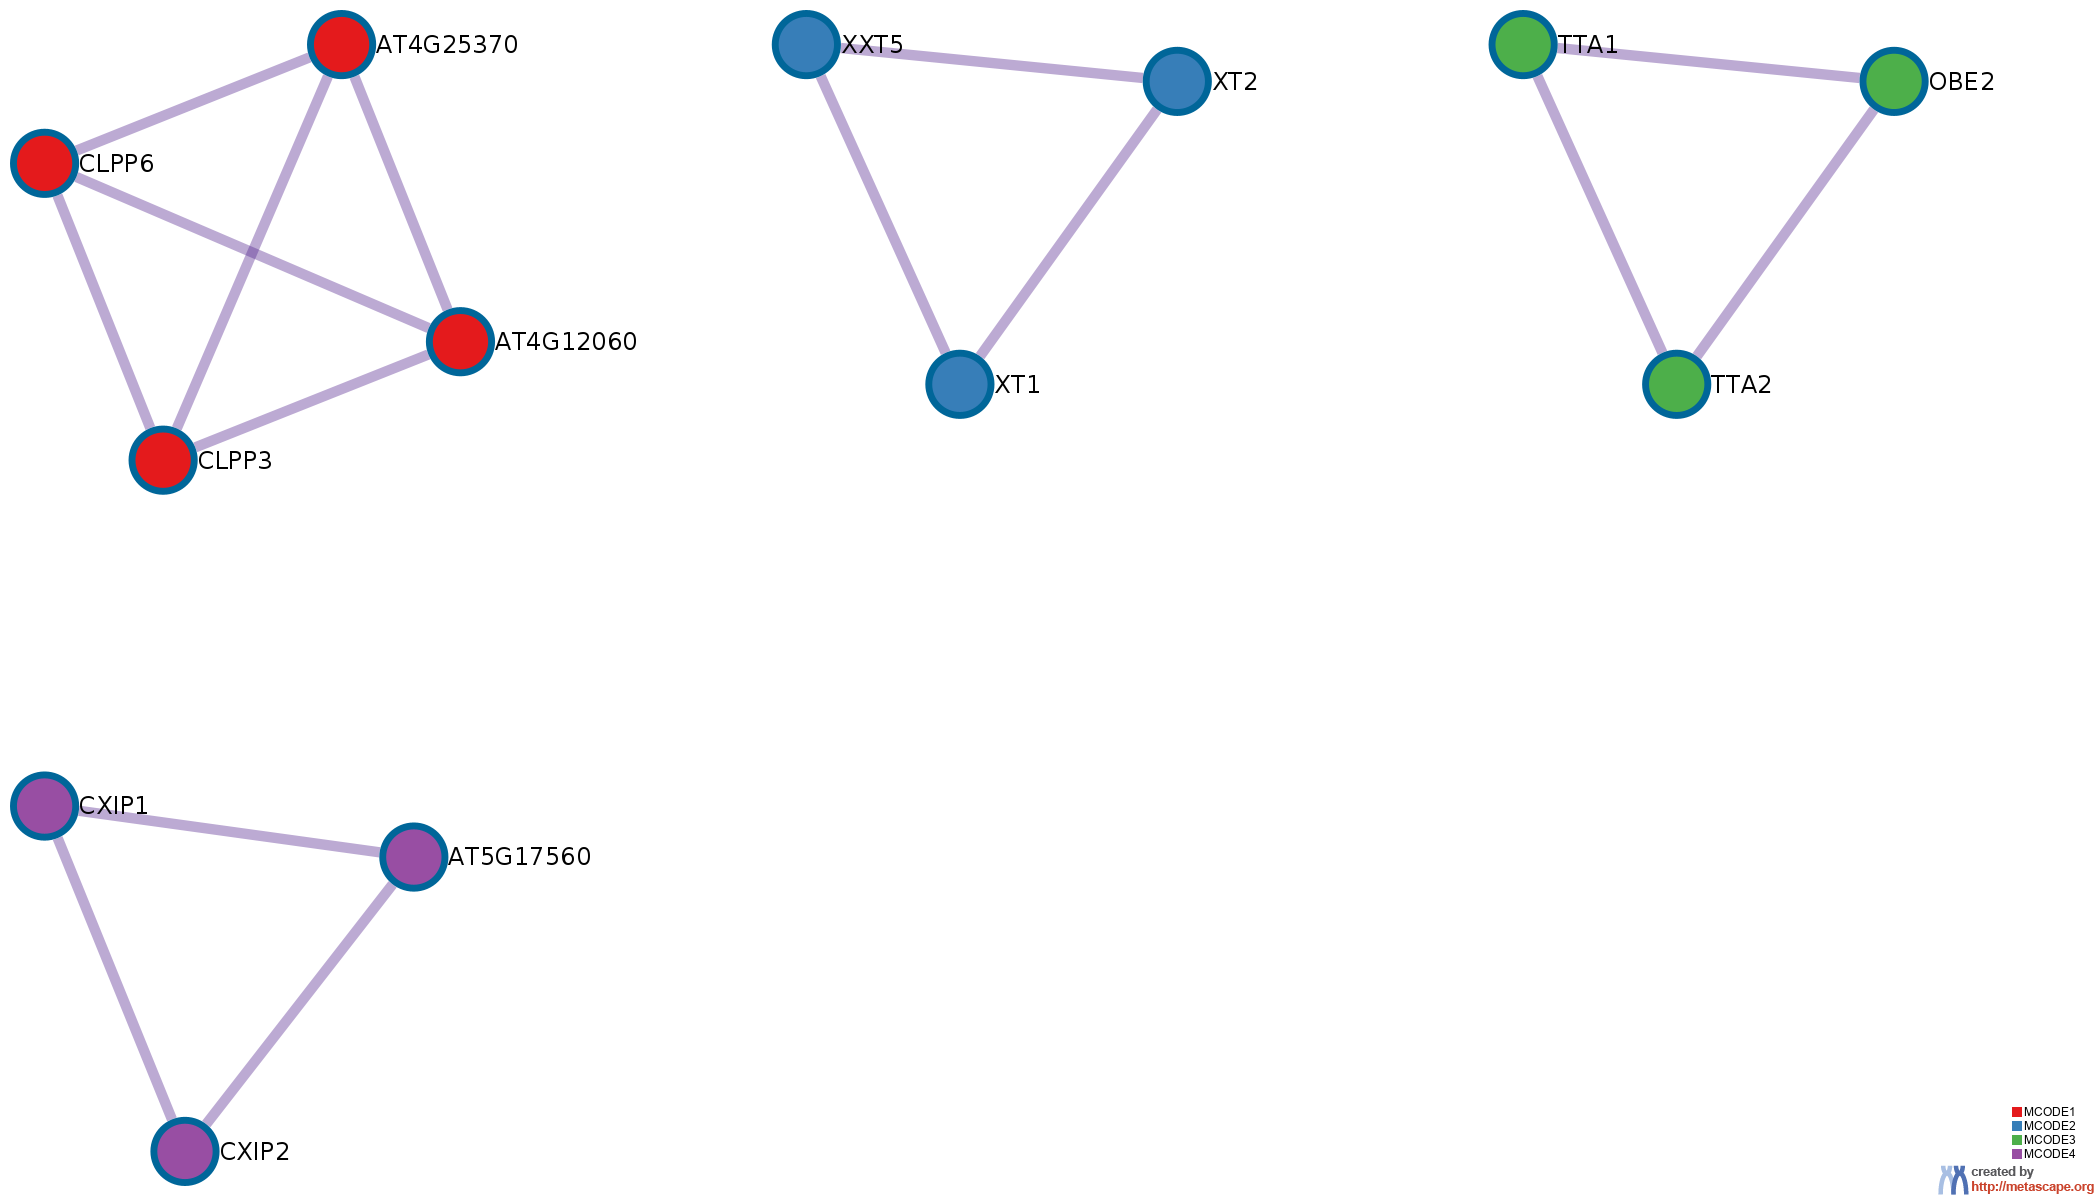 AT4G25370
CLPP6
AT4G12060
CLPP3
XXT5
XT2
XT1
TTA1
OBE2
TTA2
CXIP1
AT5G17560
CXIP2
MCODE1
MCODE2
MCODE3
MCODE4
created by
http://metascape.org